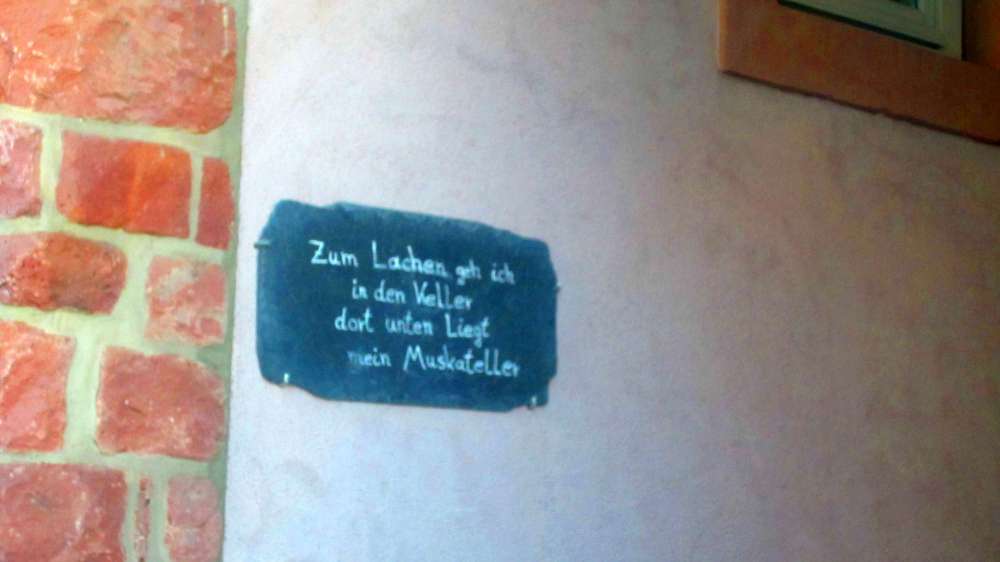 Zum Lachen geh ich
in den Keller
dort unten Liegt
mein Muskateller